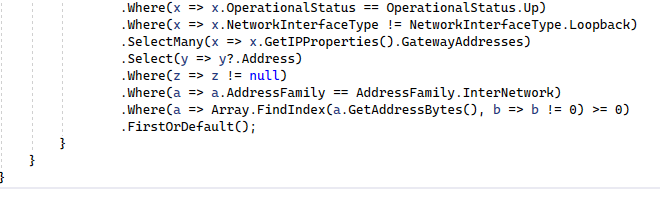 .Where(x => x.OperationalStatus == OperationalStatus.Up)
.Where(x => x.NetworkInterfaceType != NetworkInterfaceType.Loopback)
.SelectMany(x => x.GetIPProperties().GatewayAddresses)
.Select(y => y?.Address)
.Where(z => z != null)
.Where(a => a.AddressFamily == AddressFamily.InterNetwork)
.Where(a => Array.FindIndex(a.GetAddressBytes(), b => b != 0) >= 0)
.FirstOrDefault();
}
}
}